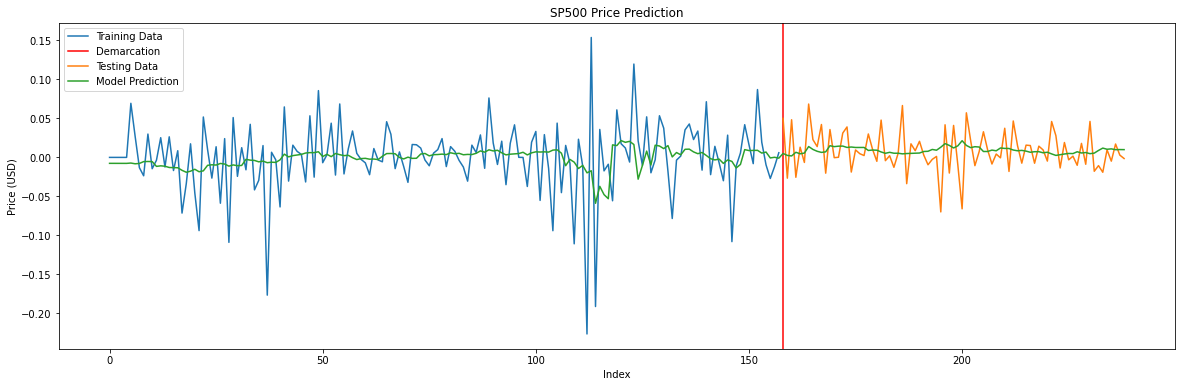 SP500 Price Prediction
Training Data
Demarcation
Testing Data
Model Prediction
Price (USD)
0.15
0.10
0.05
0.00
−0.05
−0.10
−0.15
−0.20
0 50 100 150 200
Index